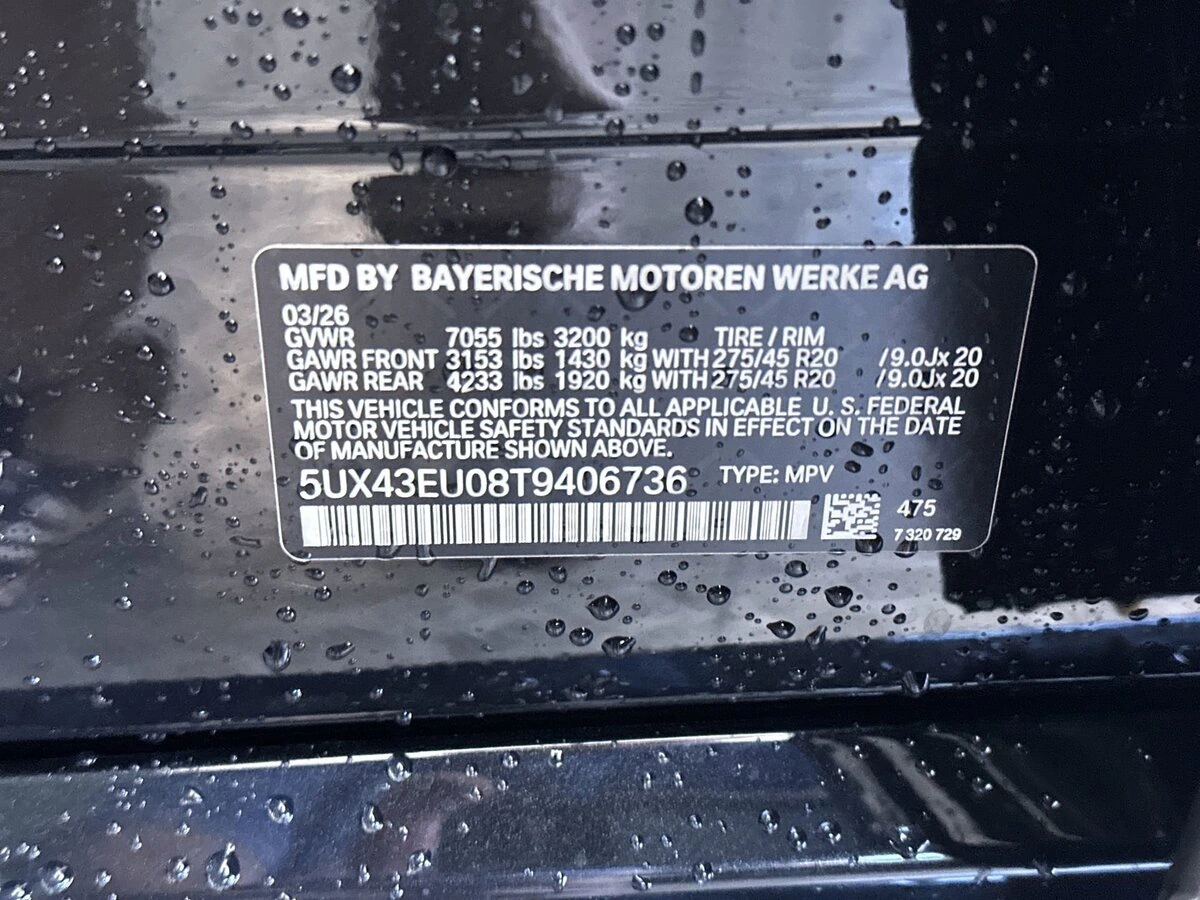 MFD BY BAYERISCHE MOTOREN WERKE AG
03/26
GVWR 7055 lbs 3200 kg TIRE / RIM
GAWR FRONT 3153 lbs 1430 kg WITH 275/45 R20 / 9.0Jx 20
GAWR REAR 4233 lbs 1920 kg WITH 275/45 R20 / 9.0Jx 20
THIS VEHICLE CONFORMS TO ALL APPLICABLE U. S. FEDERAL
MOTOR VEHICLE SAFETY STANDARDS IN EFFECT ON THE DATE
OF MANUFACTURE SHOWN ABOVE.
5UX43EU08T9406736 TYPE: MPV
475
7 320 729